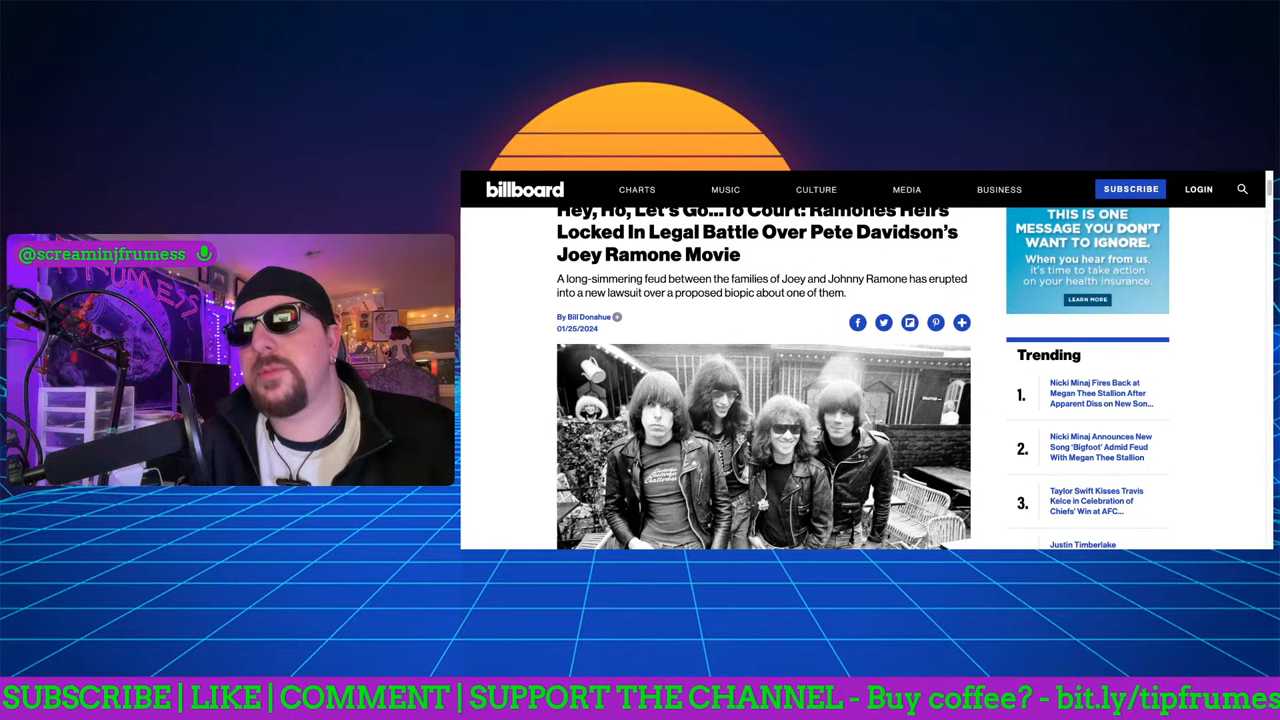 @screaminjfrumess
billboard
CHARTS
MUSIC
CULTURE
MEDIA
BUSINESS
SUBSCRIBE
LOGIN
Hey, Ho, Let's Go...To Court: Ramones Heirs
Locked In Legal Battle Over Pete Davidson's
Joey Ramone Movie
A long-simmering feud between the families of Joey and Johnny Ramone has erupted
into a new lawsuit over a proposed biopic about one of them.
By Bill Donahue
01/25/2024
THIS IS ONE
MESSAGE YOU DON'T
WANT TO IGNORE.
When you hear from us,
it's time to take action
on your health insurance.
LEARN MORE
Trending
1.
Nicki Minaj Fires Back at
Megan Thee Stallion After
Apparent Diss on New Son...
2.
Nicki Minaj Announces New
Song 'Bigfoot' Admid Feud
With Megan Thee Stallion
3.
Taylor Swift Kisses Travis
Kelce in Celebration of
Chiefs' Win at AFC...
Justin Timberlake
SUBSCRIBE | LIKE | COMMENT | SUPPORT THE CHANNEL - Buy coffee? - bit.ly/tipfrumes